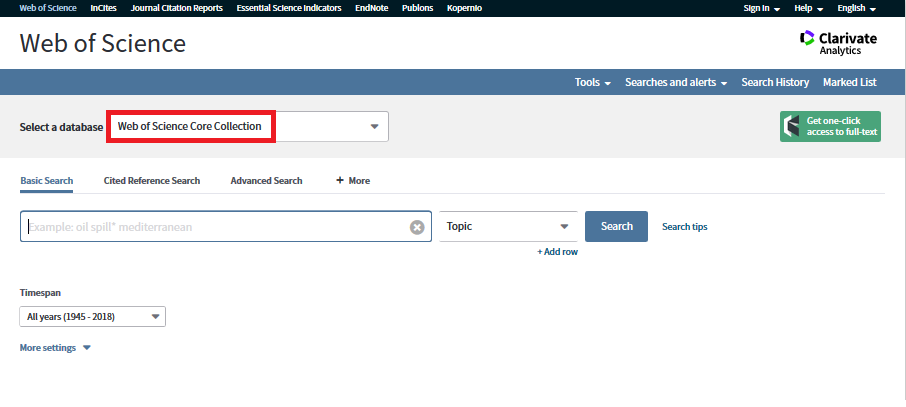 Web of Science InCites Journal Citation Reports Essential Science Indicators EndNote Publons Kopernio Sign In Help English
Web of Science
Clarivate
Analytics
Tools Searches and alerts Search History Marked List
Select a database Web of Science Core Collection
Get one-click
access to full-text
Basic Search Cited Reference Search Advanced Search + More
Example: oil spill* mediterranean Topic Search Search tips
+ Add row
Timespan
All years (1945 - 2018)
More settings